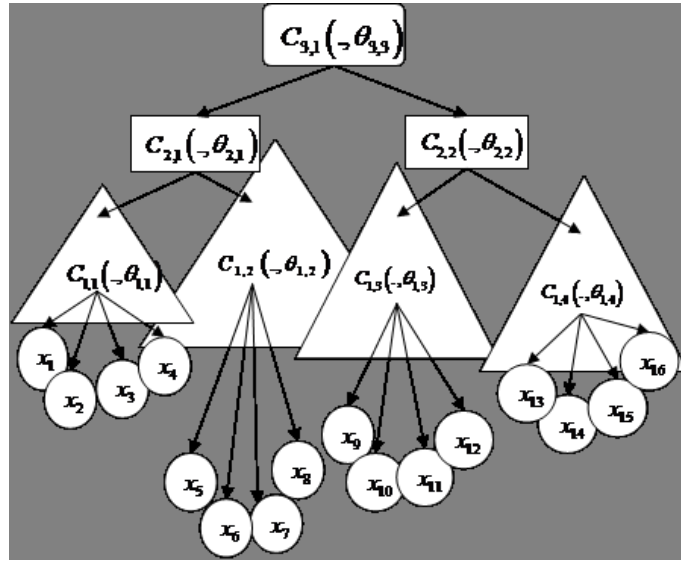 C₃,₁(.,θ₃,₃)
C₂,₁(.,θ₂,₁)
C₂,₂(.,θ₂,₂)
C₁,₁(.,θ₁,₁)
C₁,₂(.,θ₁,₂)
C₁,₃(.,θ₁,₃)
C₁,₄(.,θ₁,₄)
x₁
x₂
x₃
x₄
x₅
x₆
x₇
x₈
x₉
x₁₀
x₁₁
x₁₂
x₁₃
x₁₄
x₁₅
x₁₆